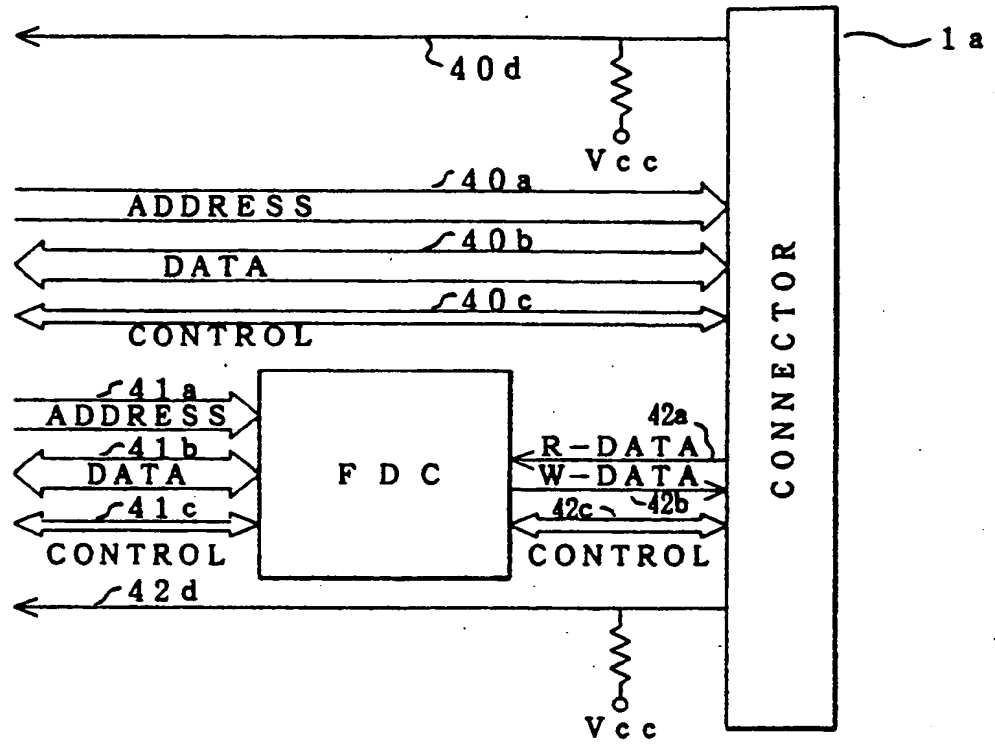 1a
40d
Vcc
40a
ADDRESS
40b
DATA
40c
CONTROL
CONNECTOR
41a
ADDRESS
41b
DATA
41c
CONTROL
FDC
42a
R-DATA
W-DATA
42c 42b
CONTROL
42d
Vcc